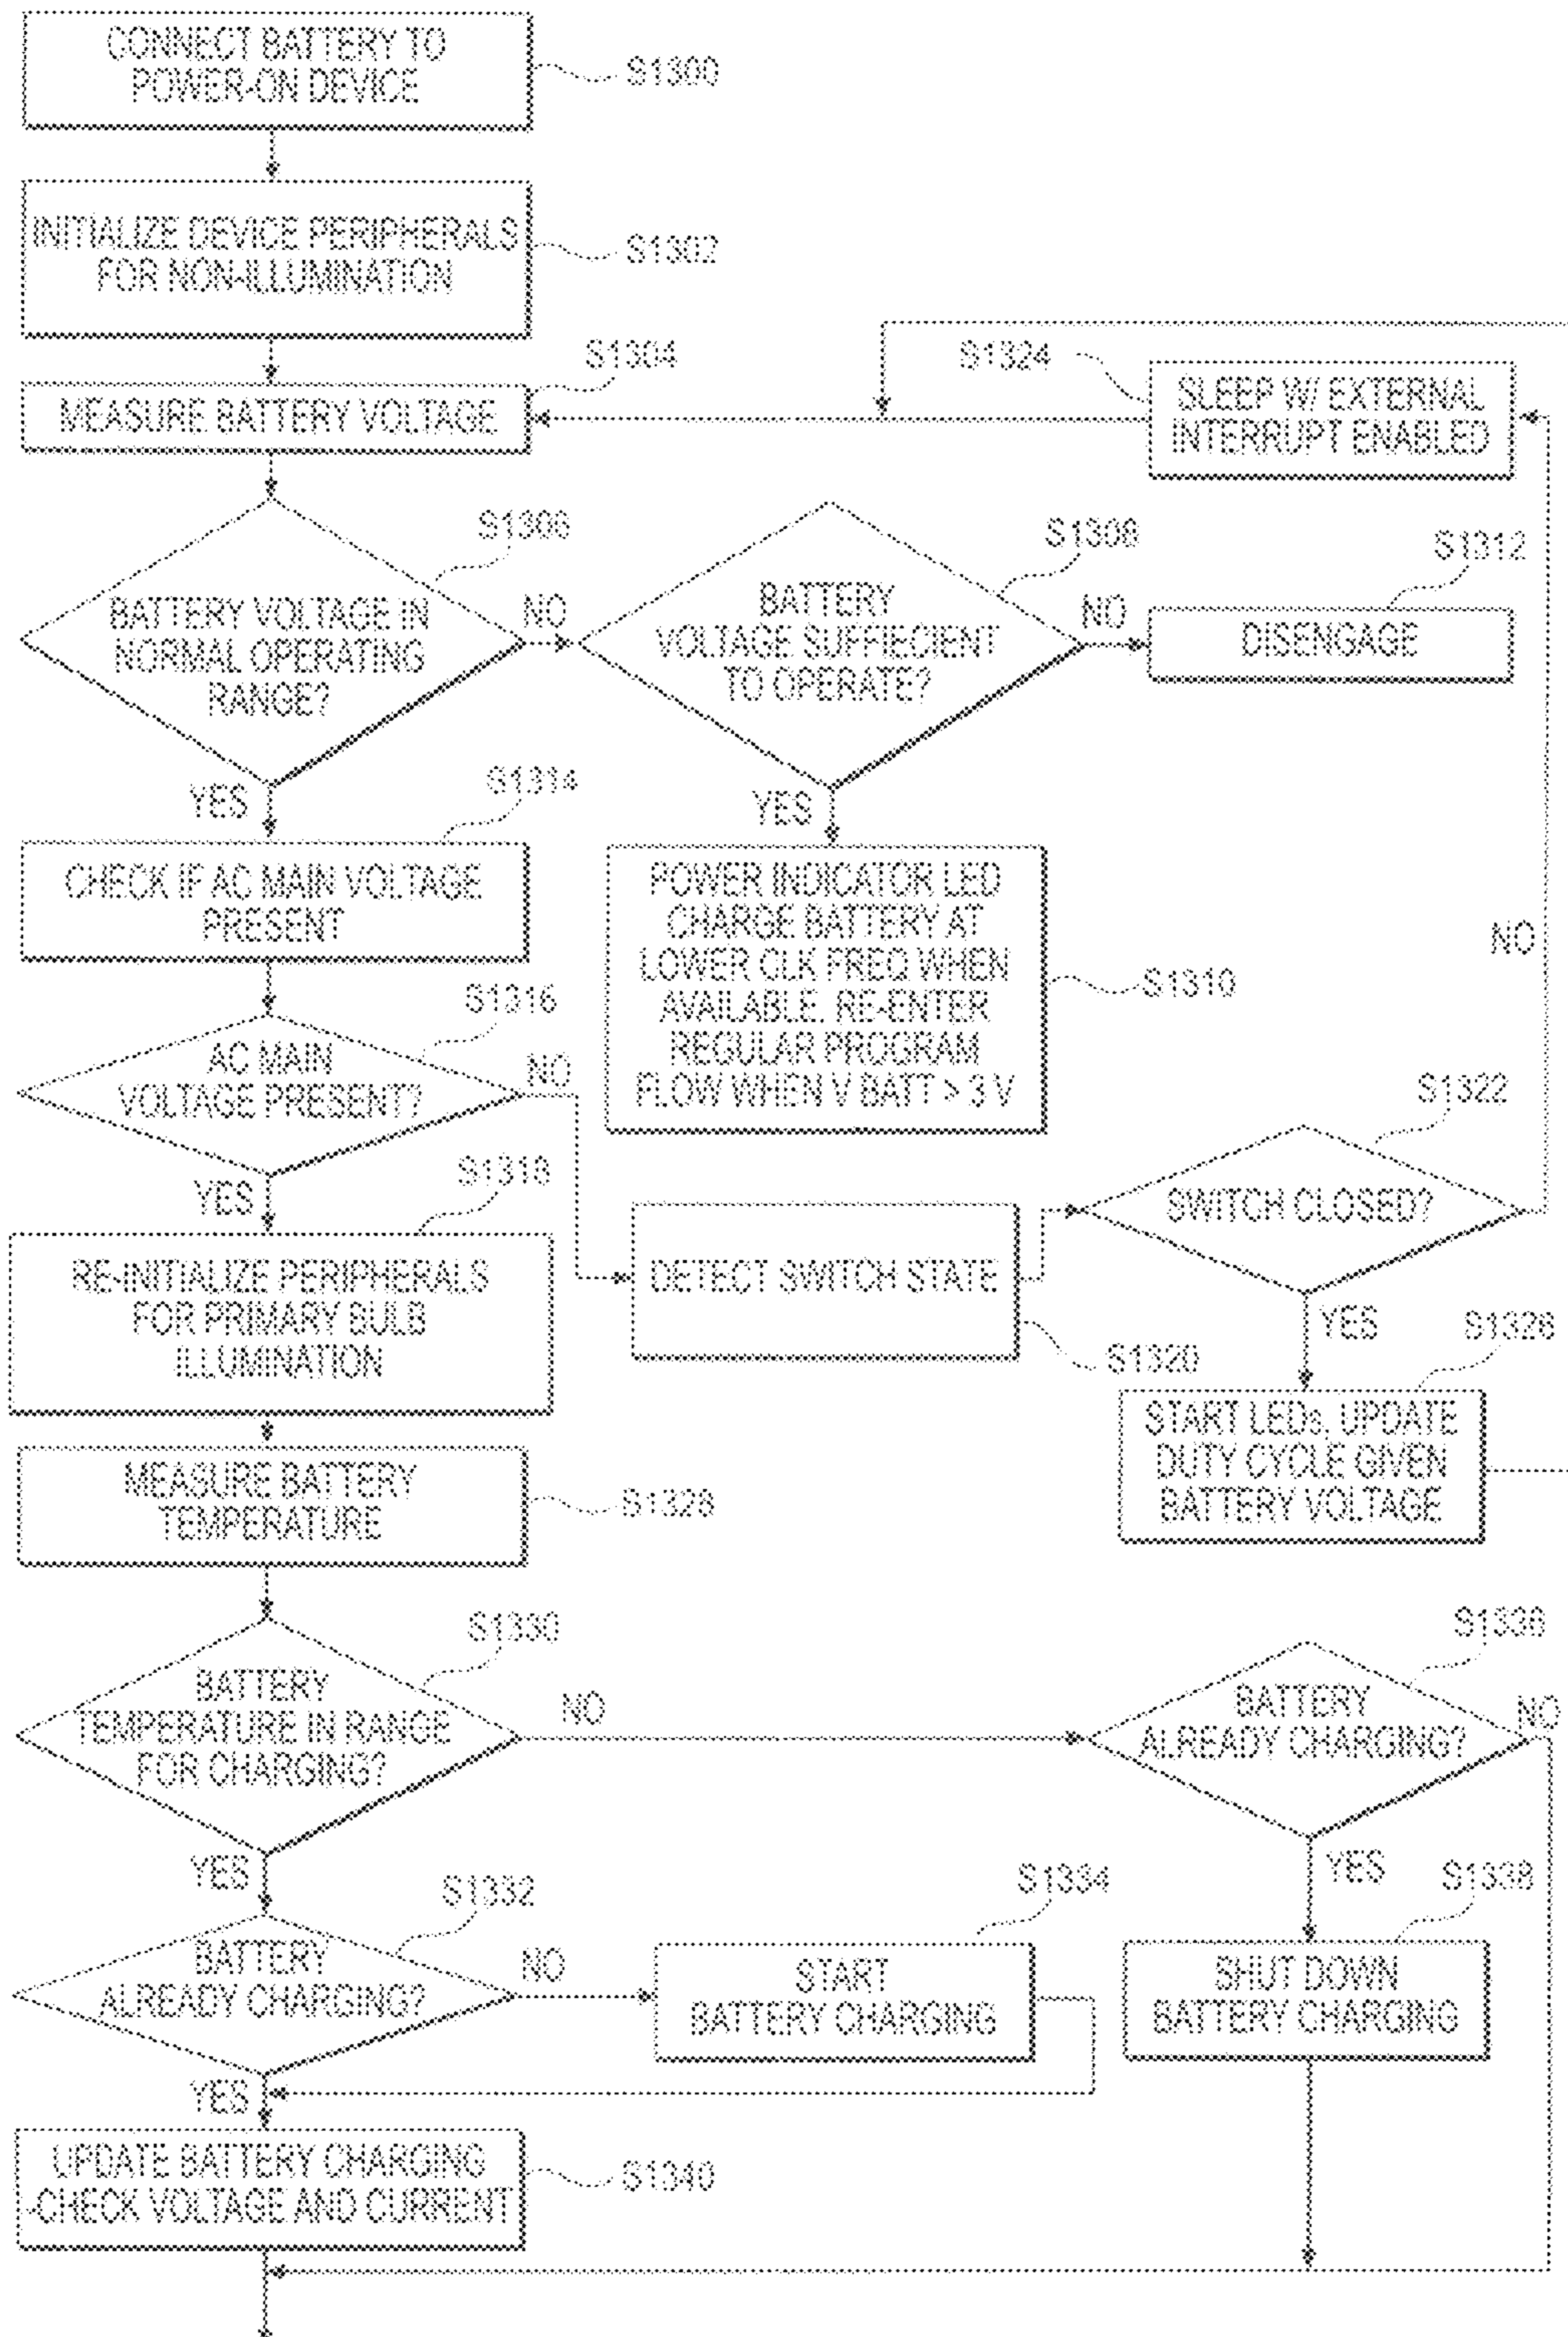 CONNECT BATTERY TO
POWER-ON DEVICE
S1300
INITIALIZE DEVICE PERIPHERALS
FOR NON-ILLUMINATION
S1302
S1304
MEASURE BATTERY VOLTAGE
S1324
SLEEP W/ EXTERNAL
INTERRUPT ENABLED
S1306
BATTERY VOLTAGE IN
NORMAL OPERATING
RANGE?
NO
YES
S1308
BATTERY
VOLTAGE SUFFIECIENT
TO OPERATE?
NO
YES
S1312
DISENGAGE
S1314
CHECK IF AC MAIN VOLTAGE
PRESENT
POWER INDICATOR LED
CHARGE BATTERY AT
LOWER CLK FREQ WHEN
AVAILABLE. RE-ENTER
REGULAR PROGRAM
FLOW WHEN V BATT > 3 V
S1310
NO
S1316
AC MAIN
VOLTAGE PRESENT?
NO
YES
S1318
RE-INITIALIZE PERIPHERALS
FOR PRIMARY BULB
ILLUMINATION
DETECT SWITCH STATE
S1320
S1322
SWITCH CLOSED?
YES
S1326
START LEDs. UPDATE
DUTY CYCLE GIVEN
BATTERY VOLTAGE
MEASURE BATTERY
TEMPERATURE
S1328
S1330
BATTERY
TEMPERATURE IN RANGE
FOR CHARGING?
NO
YES
S1336
BATTERY
ALREADY CHARGING?
NO
YES
S1332
BATTERY
ALREADY CHARGING?
NO
YES
S1334
START
BATTERY CHARGING
S1338
SHUT DOWN
BATTERY CHARGING
UPDATE BATTERY CHARGING
-CHECK VOLTAGE AND CURRENT
S1340